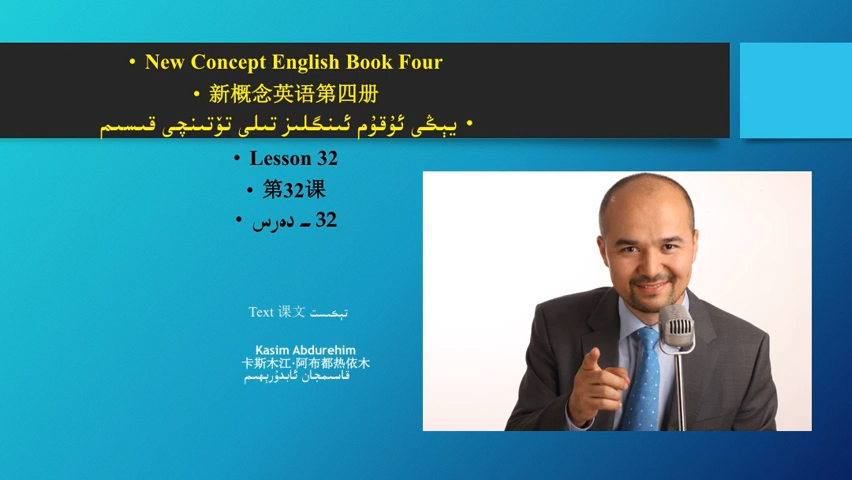 • New Concept English Book Four
• 新概念英语第四册
• يېڭى ئۇقۇم ئىنگلىز تىلى تۆتىنچى قىسىم
• Lesson 32
• 第32课
• 32 ـ دەرس
Text 课文 تېكىست
Kasim Abdurehim
卡斯木江·阿布都热依木
قاسىمجان ئابدۇرېھىم